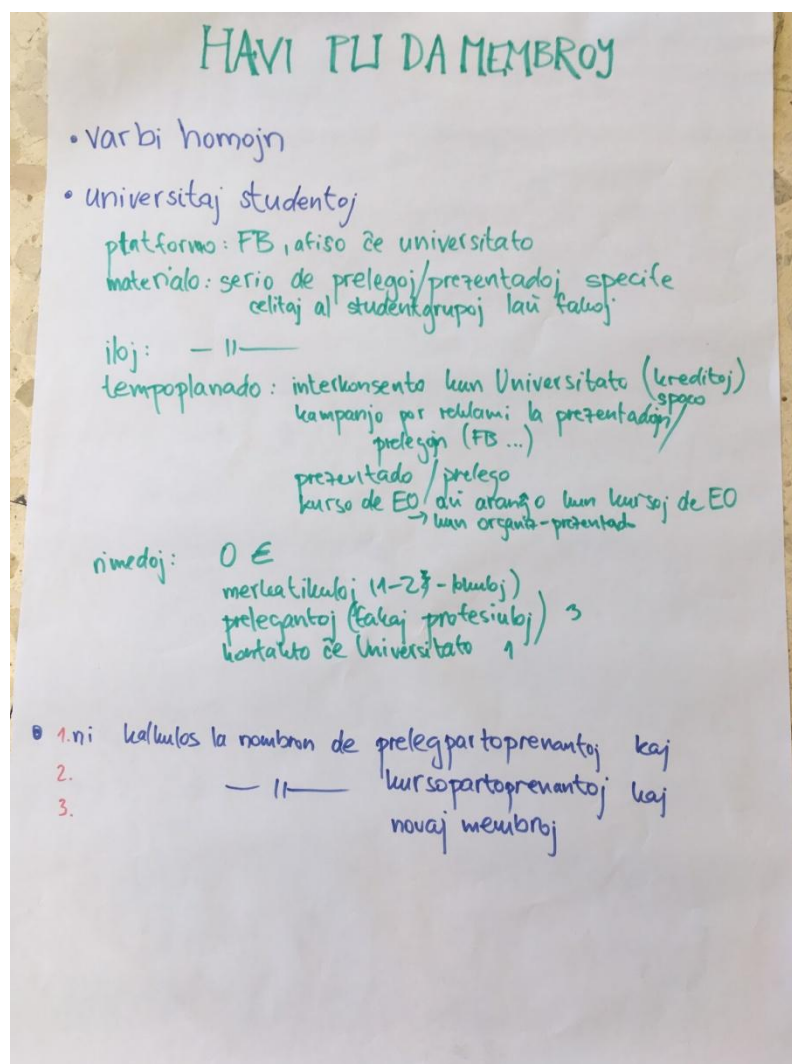 HAVI PLI DA MEMBROJ
• varbi homojn
• universitaj studentoj
platformo: FB, afiŝo ĉe universitato
materialo: serio de prelegoj/prezentadoj specife
celitaj al studentgrupoj laŭ fakoj
iloj: — 11 —
tempoplanado: interkonsento kun Universitato (kreditoj)
spaco
kampanjo por reklami la prezentadojn/
prelegojn (FB ...)
prezentado / prelego
kurso de EO / aŭ aranĝo kun kursoj de EO
→ kun organiz-prezentad
rimedoj: 0 €
merkatikuloj (1-2
prelegantoj (fakaj profesiuloj) 3
kontakto ĉe Universitato 1
• 1. ni kalkulos la nombron de prelegpartoprenantoj kaj
2. — 11 — kursopartoprenantoj kaj
3. novaj membroj